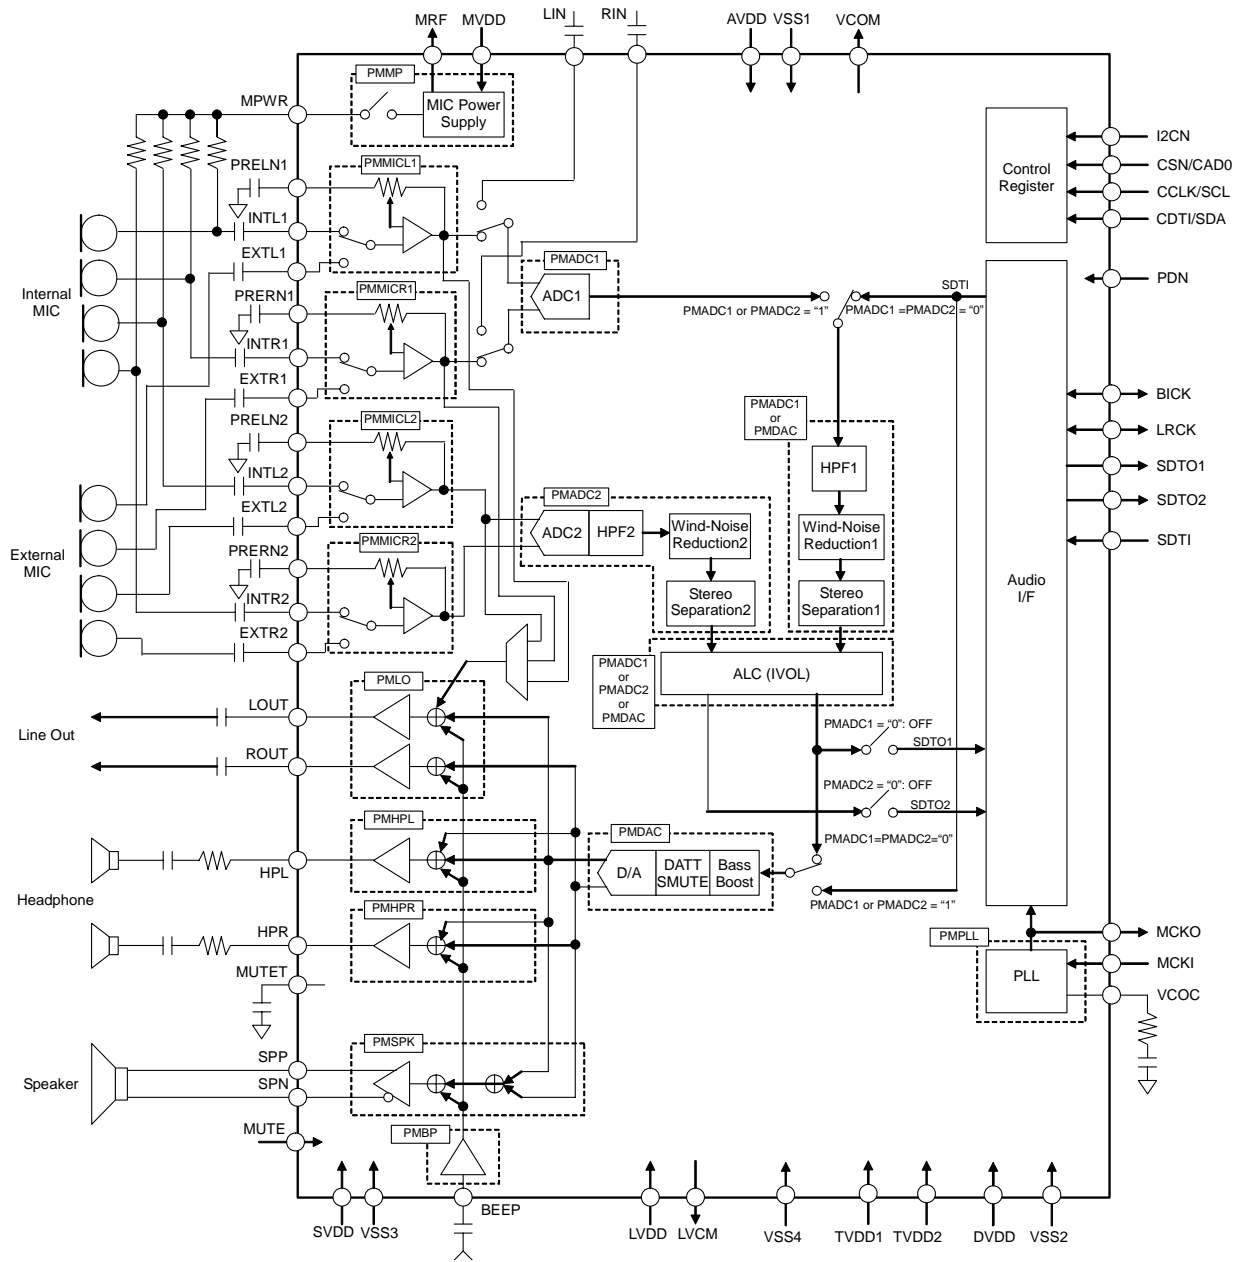 MRF
MVDD
LIN
RIN
AVDD
VSS1
VCOM
PMMP
MIC Power
Supply
MPWR
PRELN1
PMMICL1
INTL1
EXTL1
Internal
MIC
PRERN1
PMMICR1
INTR1
EXTR1
PRELN2
PMMICL2
INTL2
EXTL2
External
MIC
PRERN2
PMMICR2
INTR2
EXTR2
PMADC1
ADC1
PMADC1 or PMADC2 = “1”
SDTI
PMADC1 =PMADC2 = “0”
Control
Register
I2CN
CSN/CAD0
CCLK/SCL
CDTI/SDA
PDN
BICK
LRCK
SDTO1
SDTO2
SDTI
Audio
I/F
PMADC1
or
PMDAC
HPF1
Wind-Noise
Reduction1
Stereo
Separation1
PMADC2
ADC2
HPF2
Wind-Noise
Reduction2
Stereo
Separation2
PMADC1
or
PMADC2
or
PMDAC
ALC (IVOL)
PMADC1 = “0”: OFF
SDTO1
PMADC2 = “0”: OFF
SDTO2
PMADC1=PMADC2=“0”
PMADC1 or PMADC2 = “1”
PMLO
LOUT
Line Out
ROUT
PMHPL
HPL
Headphone
PMHPR
HPR
MUTET
PMDAC
D/A
DATT
SMUTE
Bass
Boost
PMPLL
PLL
MCKO
MCKI
VCOC
PMSPK
SPP
Speaker
SPN
MUTE
PMBP
BEEP
SVDD
VSS3
LVDD
LVCM
VSS4
TVDD1
TVDD2
DVDD
VSS2